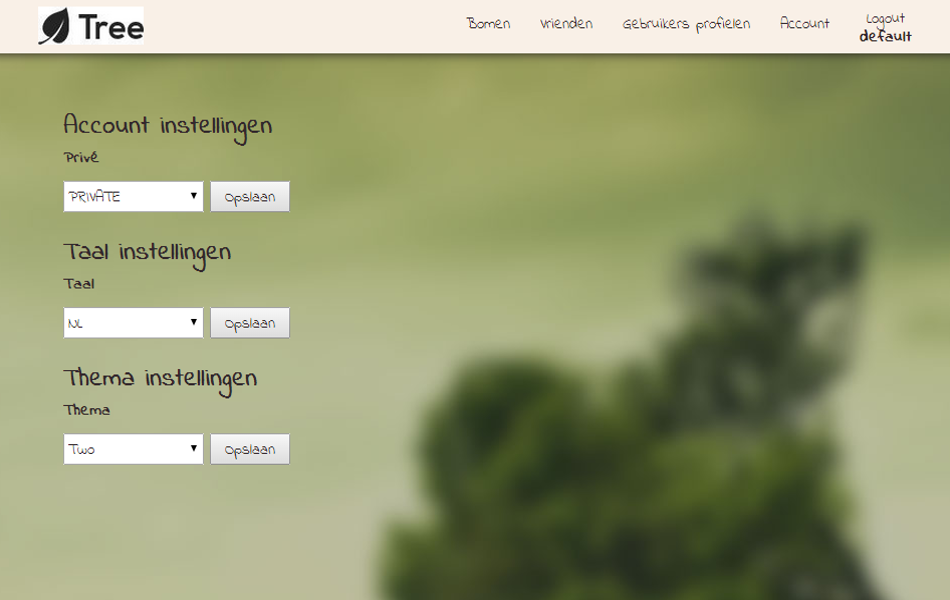 Tree
Bomen Vrienden Gebruikers profielen Account Logout
default
Account instellingen
Privé
PRIVATE Opslaan
Taal instellingen
Taal
NL Opslaan
Thema instellingen
Thema
Two Opslaan